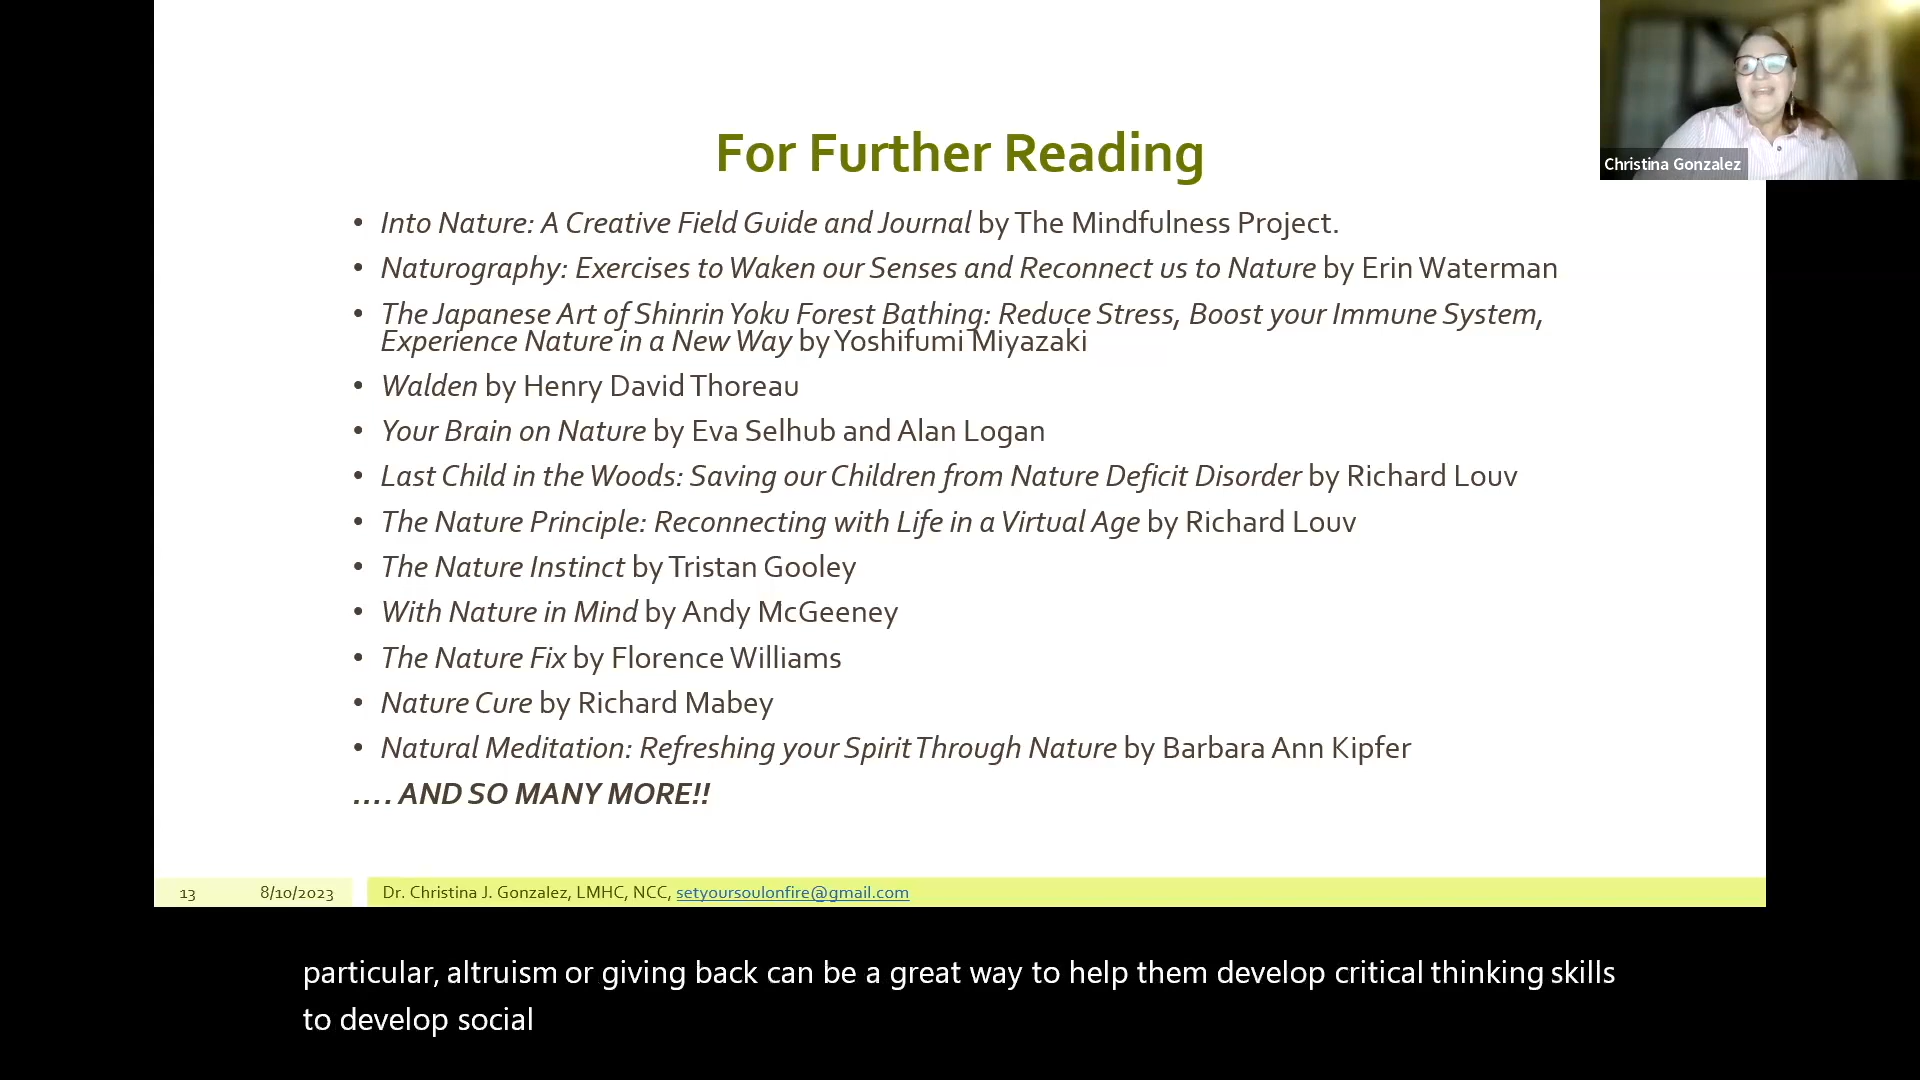 For Further Reading
Christina Gonzalez
• Into Nature: A Creative Field Guide and Journal by The Mindfulness Project.
• Naturography: Exercises to Waken our Senses and Reconnect us to Nature by Erin Waterman
• The Japanese Art of Shinrin Yoku Forest Bathing: Reduce Stress, Boost your Immune System,
Experience Nature in a New Way by Yoshifumi Miyazaki
• Walden by Henry David Thoreau
• Your Brain on Nature by Eva Selhub and Alan Logan
• Last Child in the Woods: Saving our Children from Nature Deficit Disorder by Richard Louv
• The Nature Principle: Reconnecting with Life in a Virtual Age by Richard Louv
• The Nature Instinct by Tristan Gooley
• With Nature in Mind by Andy McGeeney
• The Nature Fix by Florence Williams
• Nature Cure by Richard Mabey
• Natural Meditation: Refreshing your Spirit Through Nature by Barbara Ann Kipfer
.... AND SO MANY MORE!!
13 8/10/2023 Dr. Christina J. Gonzalez, LMHC, NCC, setyoursoulonfire@gmail.com
particular, altruism or giving back can be a great way to help them develop critical thinking skills
to develop social